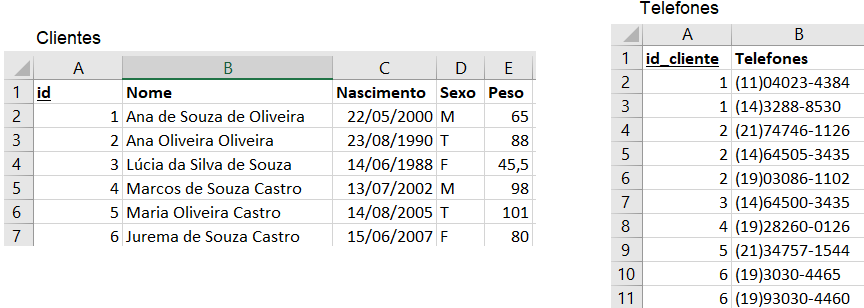 Clientes
A B C D E
1 id Nome Nascimento Sexo Peso
2 1 Ana de Souza de Oliveira 22/05/2000 M 65
3 2 Ana Oliveira Oliveira 23/08/1990 T 88
4 3 Lúcia da Silva de Souza 14/06/1988 F 45,5
5 4 Marcos de Souza Castro 13/07/2002 M 98
6 5 Maria Oliveira Castro 14/08/2005 T 101
7 6 Jurema de Souza Castro 15/06/2007 F 80
Telefones
A B
1 id_cliente Telefones
2 1 (11)04023-4384
3 1 (14)3288-8530
4 2 (21)74746-1126
5 2 (14)64505-3435
6 2 (19)03086-1102
7 3 (14)64500-3435
8 4 (19)28260-0126
9 5 (21)34757-1544
10 6 (19)3030-4465
11 6 (19)93030-4460